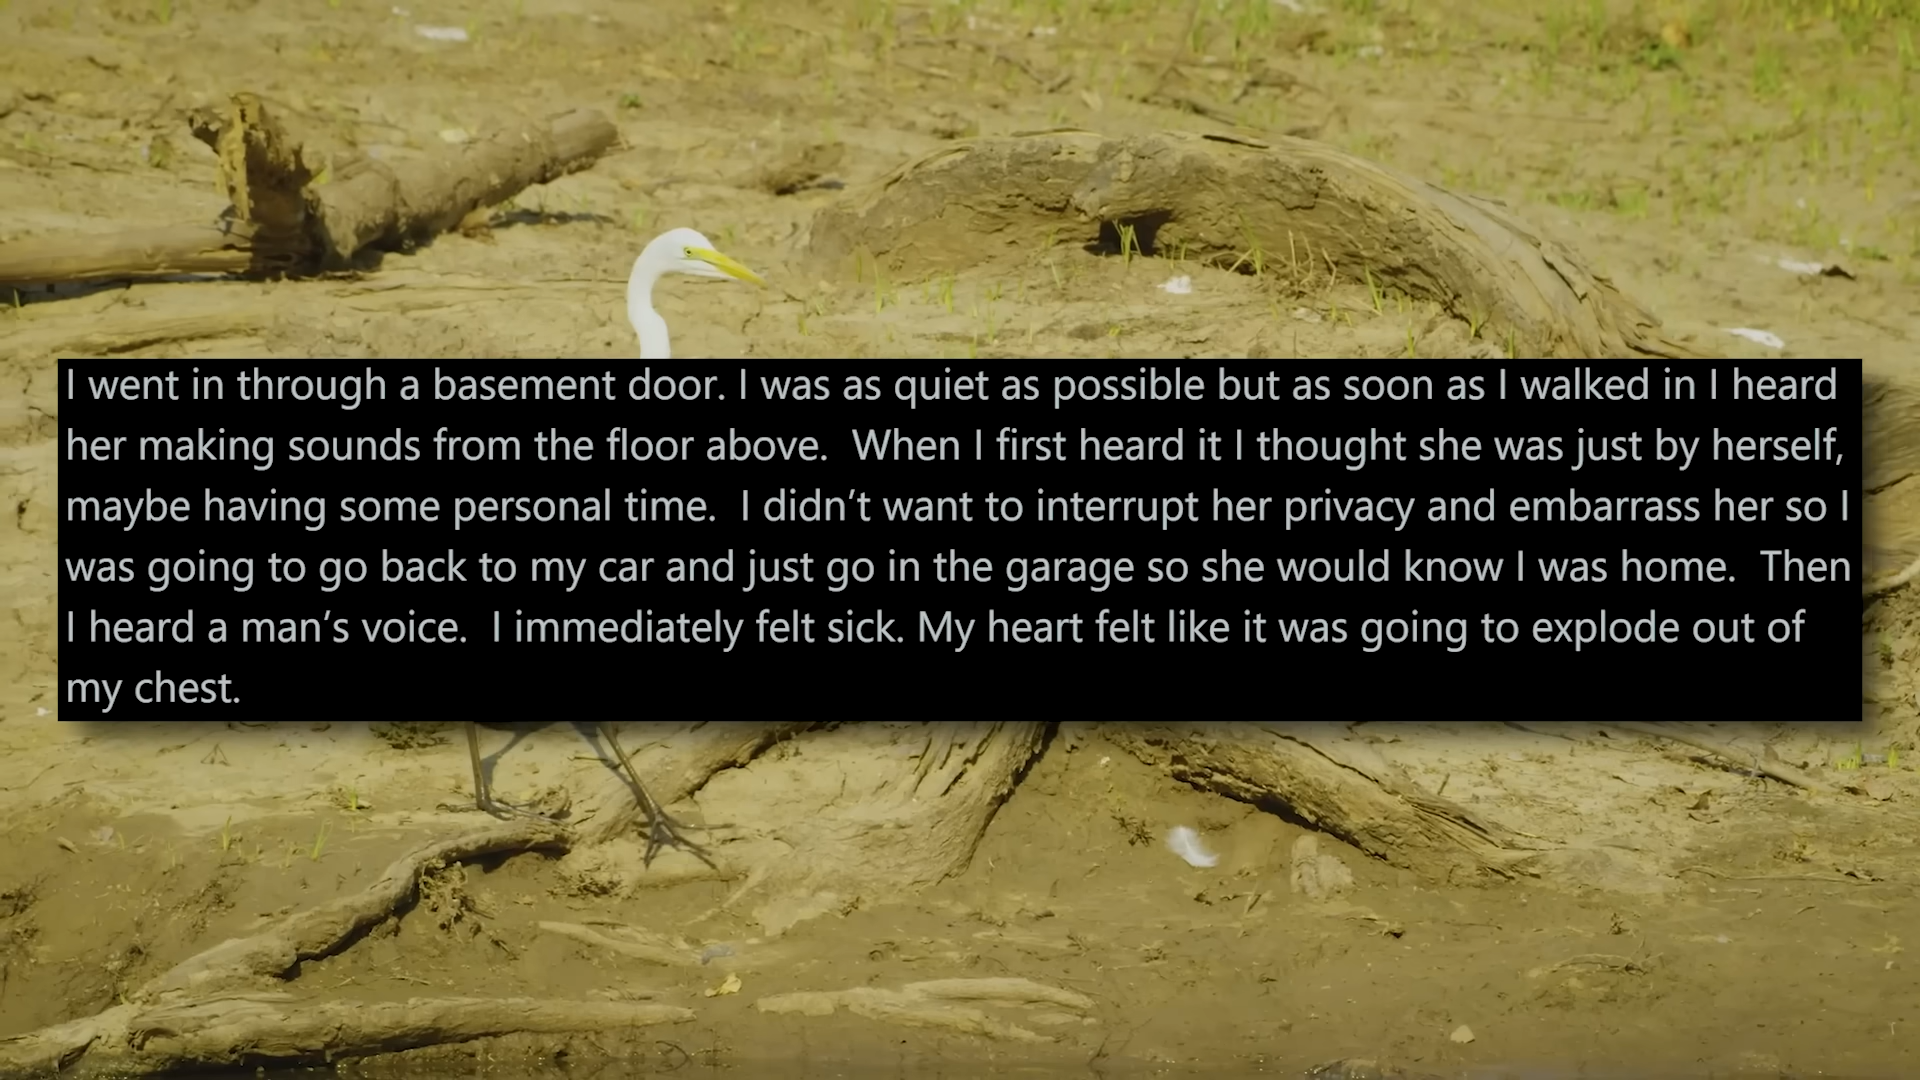 I went in through a basement door. I was as quiet as possible but as soon as I walked in I heard
her making sounds from the floor above.  When I first heard it I thought she was just by herself,
maybe having some personal time.  I didn’t want to interrupt her privacy and embarrass her so I
was going to go back to my car and just go in the garage so she would know I was home.  Then
I heard a man’s voice.  I immediately felt sick. My heart felt like it was going to explode out of
my chest.